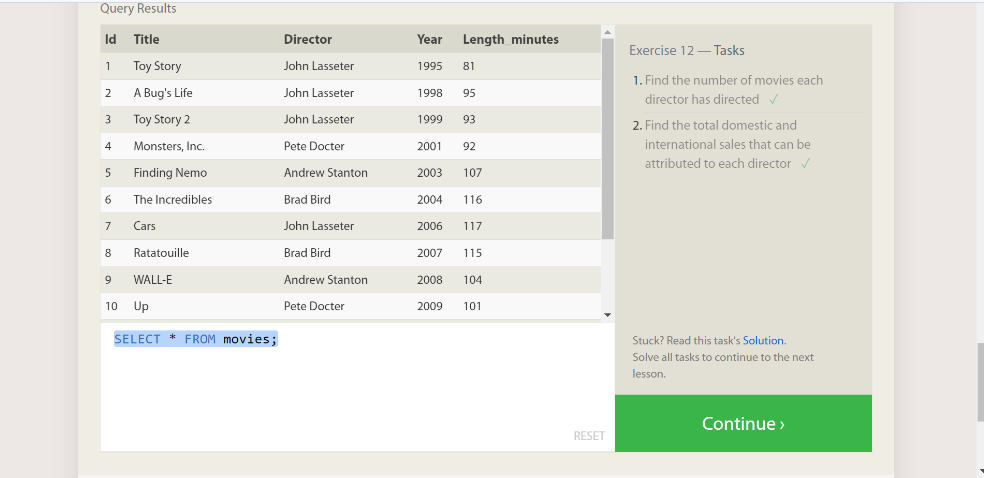 Query Results
Id Title Director Year Length_minutes
1 Toy Story John Lasseter 1995 81
2 A Bug's Life John Lasseter 1998 95
3 Toy Story 2 John Lasseter 1999 93
4 Monsters, Inc. Pete Docter 2001 92
5 Finding Nemo Andrew Stanton 2003 107
6 The Incredibles Brad Bird 2004 116
7 Cars John Lasseter 2006 117
8 Ratatouille Brad Bird 2007 115
9 WALL-E Andrew Stanton 2008 104
10 Up Pete Docter 2009 101
SELECT * FROM movies;
RESET
Exercise 12 — Tasks
1. Find the number of movies each
director has directed ✓
2. Find the total domestic and
international sales that can be
attributed to each director ✓
Stuck? Read this task's Solution.
Solve all tasks to continue to the next
lesson.
Continue ›